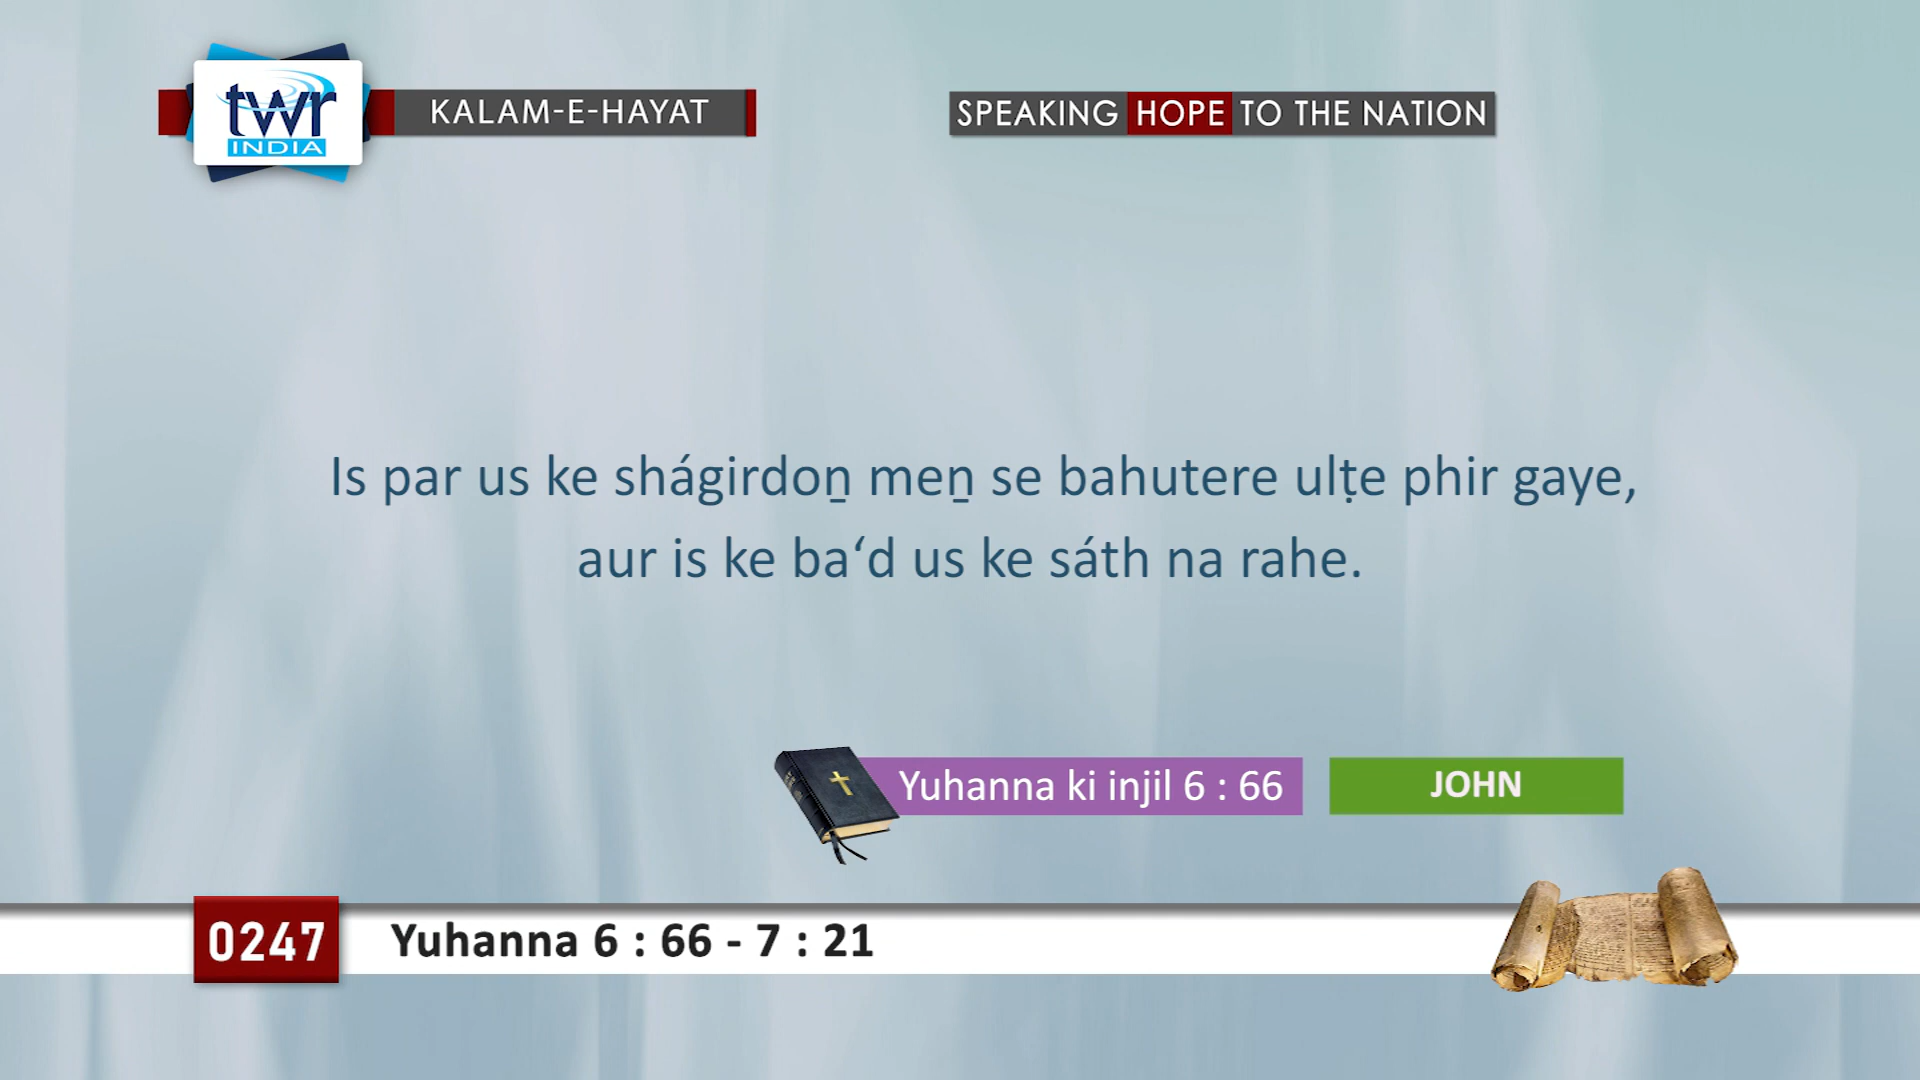 twr
INDIA
KALAM-E-HAYAT
SPEAKING HOPE TO THE NATION
Is par us ke shágirdoṉ meṉ se bahutere ulṭe phir gaye,
aur is ke ba‘d us ke sáth na rahe.
Yuhanna ki injil 6 : 66
JOHN
0247
Yuhanna 6 : 66 - 7 : 21